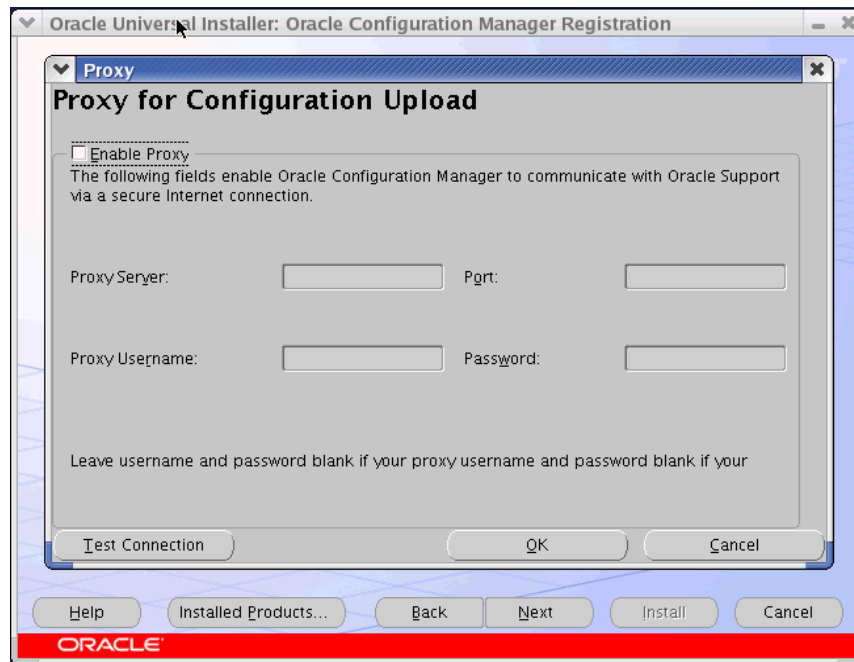 Oracle Universal Installer: Oracle Configuration Manager Registration
Proxy
Proxy for Configuration Upload
Enable Proxy
The following fields enable Oracle Configuration Manager to communicate with Oracle Support
via a secure Internet connection.
Proxy Server:
Port:
Proxy Username:
Password:
Leave username and password blank if your proxy username and password blank if your
Test Connection
OK
Cancel
Help
Installed Products...
Back
Next
Install
Cancel
ORACLE